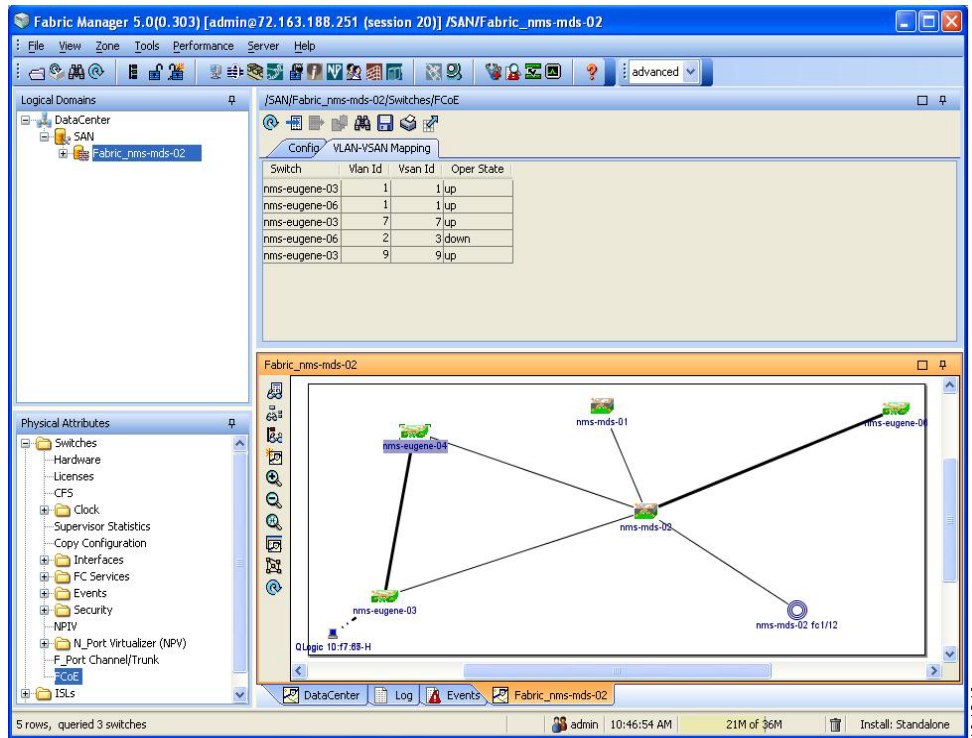 Fabric Manager 5.0(0.303) [admin@72.163.188.251 (session 20)] /SAN/Fabric_nms-mds-02
File View Zone Tools Performance Server Help
advanced
Logical Domains
DataCenter
SAN
Fabric_nms-mds-02
/SAN/Fabric_nms-mds-02/Switches/FCoE
Config VLAN-VSAN Mapping
Switch Vlan Id Vsan Id Oper State
nms-eugene-03 1 1 up
nms-eugene-06 1 1 up
nms-eugene-03 7 7 up
nms-eugene-06 2 3 down
nms-eugene-03 9 9 up
Physical Attributes
Switches
Hardware
Licenses
CFS
Clock
Supervisor Statistics
Copy Configuration
Interfaces
FC Services
Events
Security
NPIV
N_Port Virtualizer (NPV)
F_Port Channel/Trunk
FCoE
ISLs
Fabric_nms-mds-02
nms-mds-01
nms-eugene-04
nms-mds-02
nms-eugene-03
nms-mds-02 fc1/12
DataCenter Log Events Fabric_nms-mds-02
5 rows, queried 3 switches
admin 10:46:54 AM 21M of 36M Install: Standalone